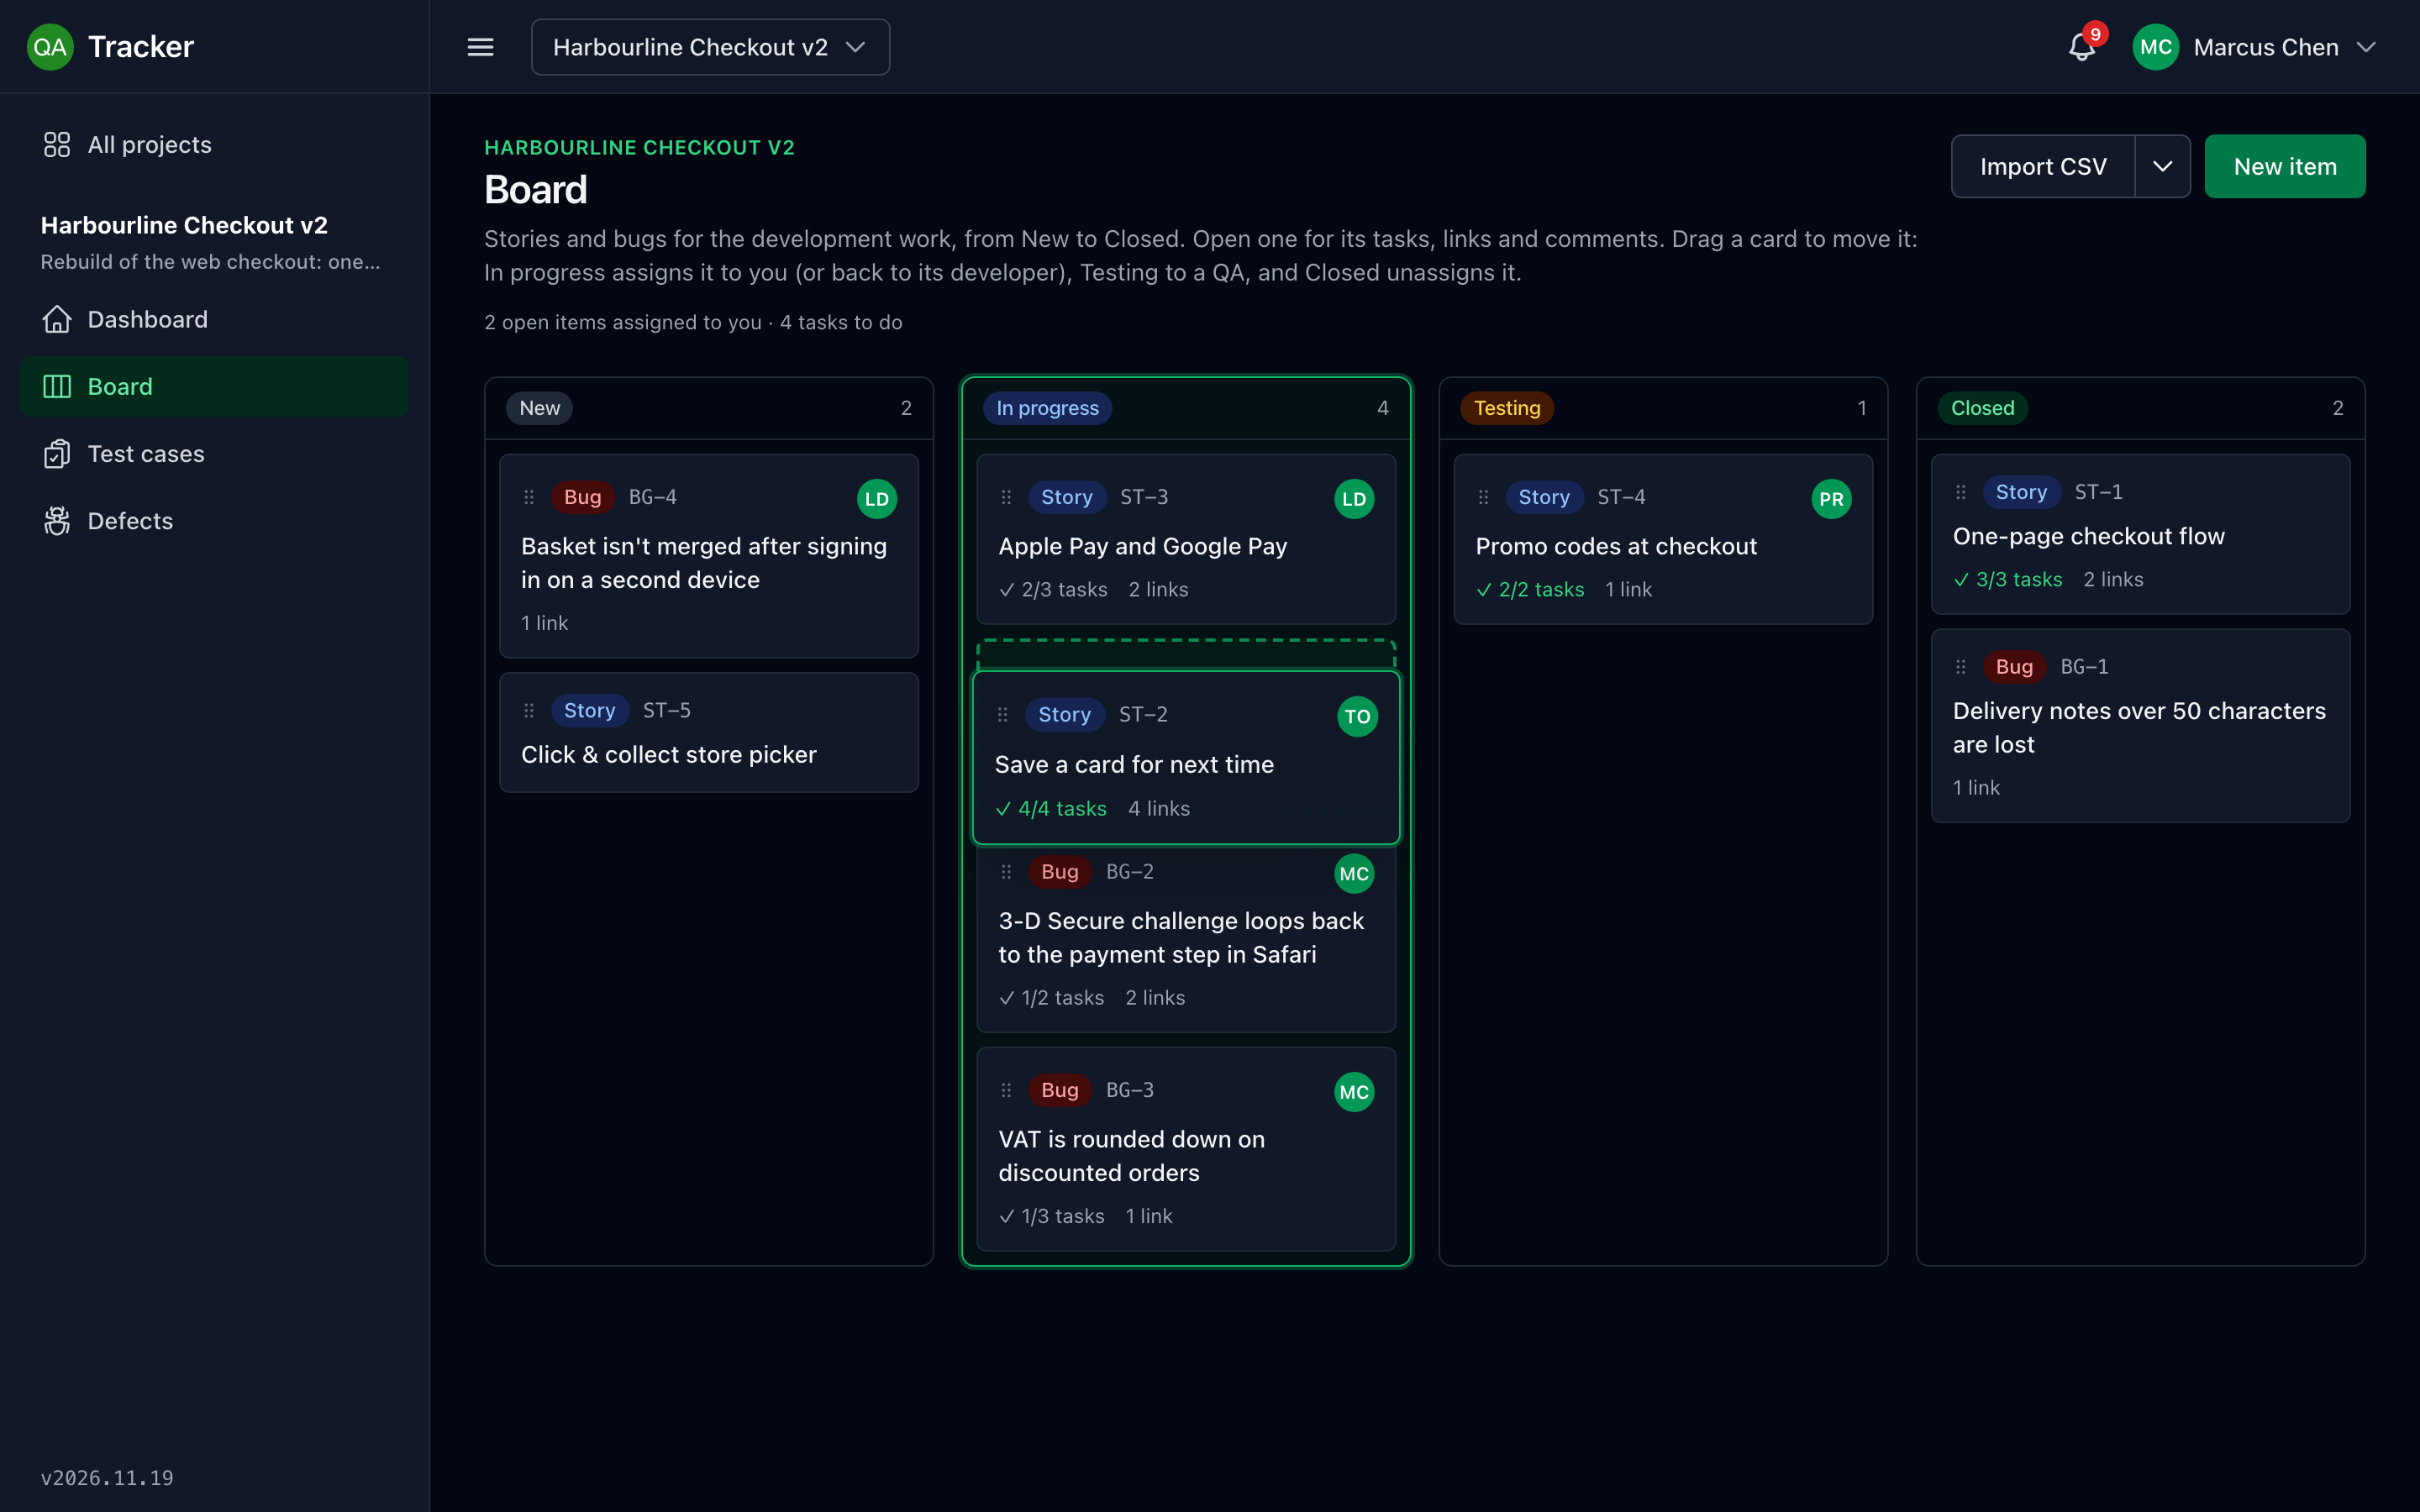 QA Tracker
Harbourline Checkout v2
9
MC Marcus Chen
All projects
Harbourline Checkout v2
Rebuild of the web checkout: one...
Dashboard
Board
Test cases
Defects
v2026.11.19
HARBOURLINE CHECKOUT V2
Board
Import CSV
New item
Stories and bugs for the development work, from New to Closed. Open one for its tasks, links and comments. Drag a card to move it:
In progress assigns it to you (or back to its developer), Testing to a QA, and Closed unassigns it.
2 open items assigned to you · 4 tasks to do
New 2
Bug BG-4 LD
Basket isn't merged after signing
in on a second device
1 link
Story ST-5
Click & collect store picker
In progress 4
Story ST-3 LD
Apple Pay and Google Pay
2/3 tasks 2 links
Story ST-2 TO
Save a card for next time
4/4 tasks 4 links
Bug BG-2 MC
3-D Secure challenge loops back
to the payment step in Safari
1/2 tasks 2 links
Bug BG-3 MC
VAT is rounded down on
discounted orders
1/3 tasks 1 link
Testing 1
Story ST-4 PR
Promo codes at checkout
2/2 tasks 1 link
Closed 2
Story ST-1
One-page checkout flow
3/3 tasks 2 links
Bug BG-1
Delivery notes over 50 characters
are lost
1 link